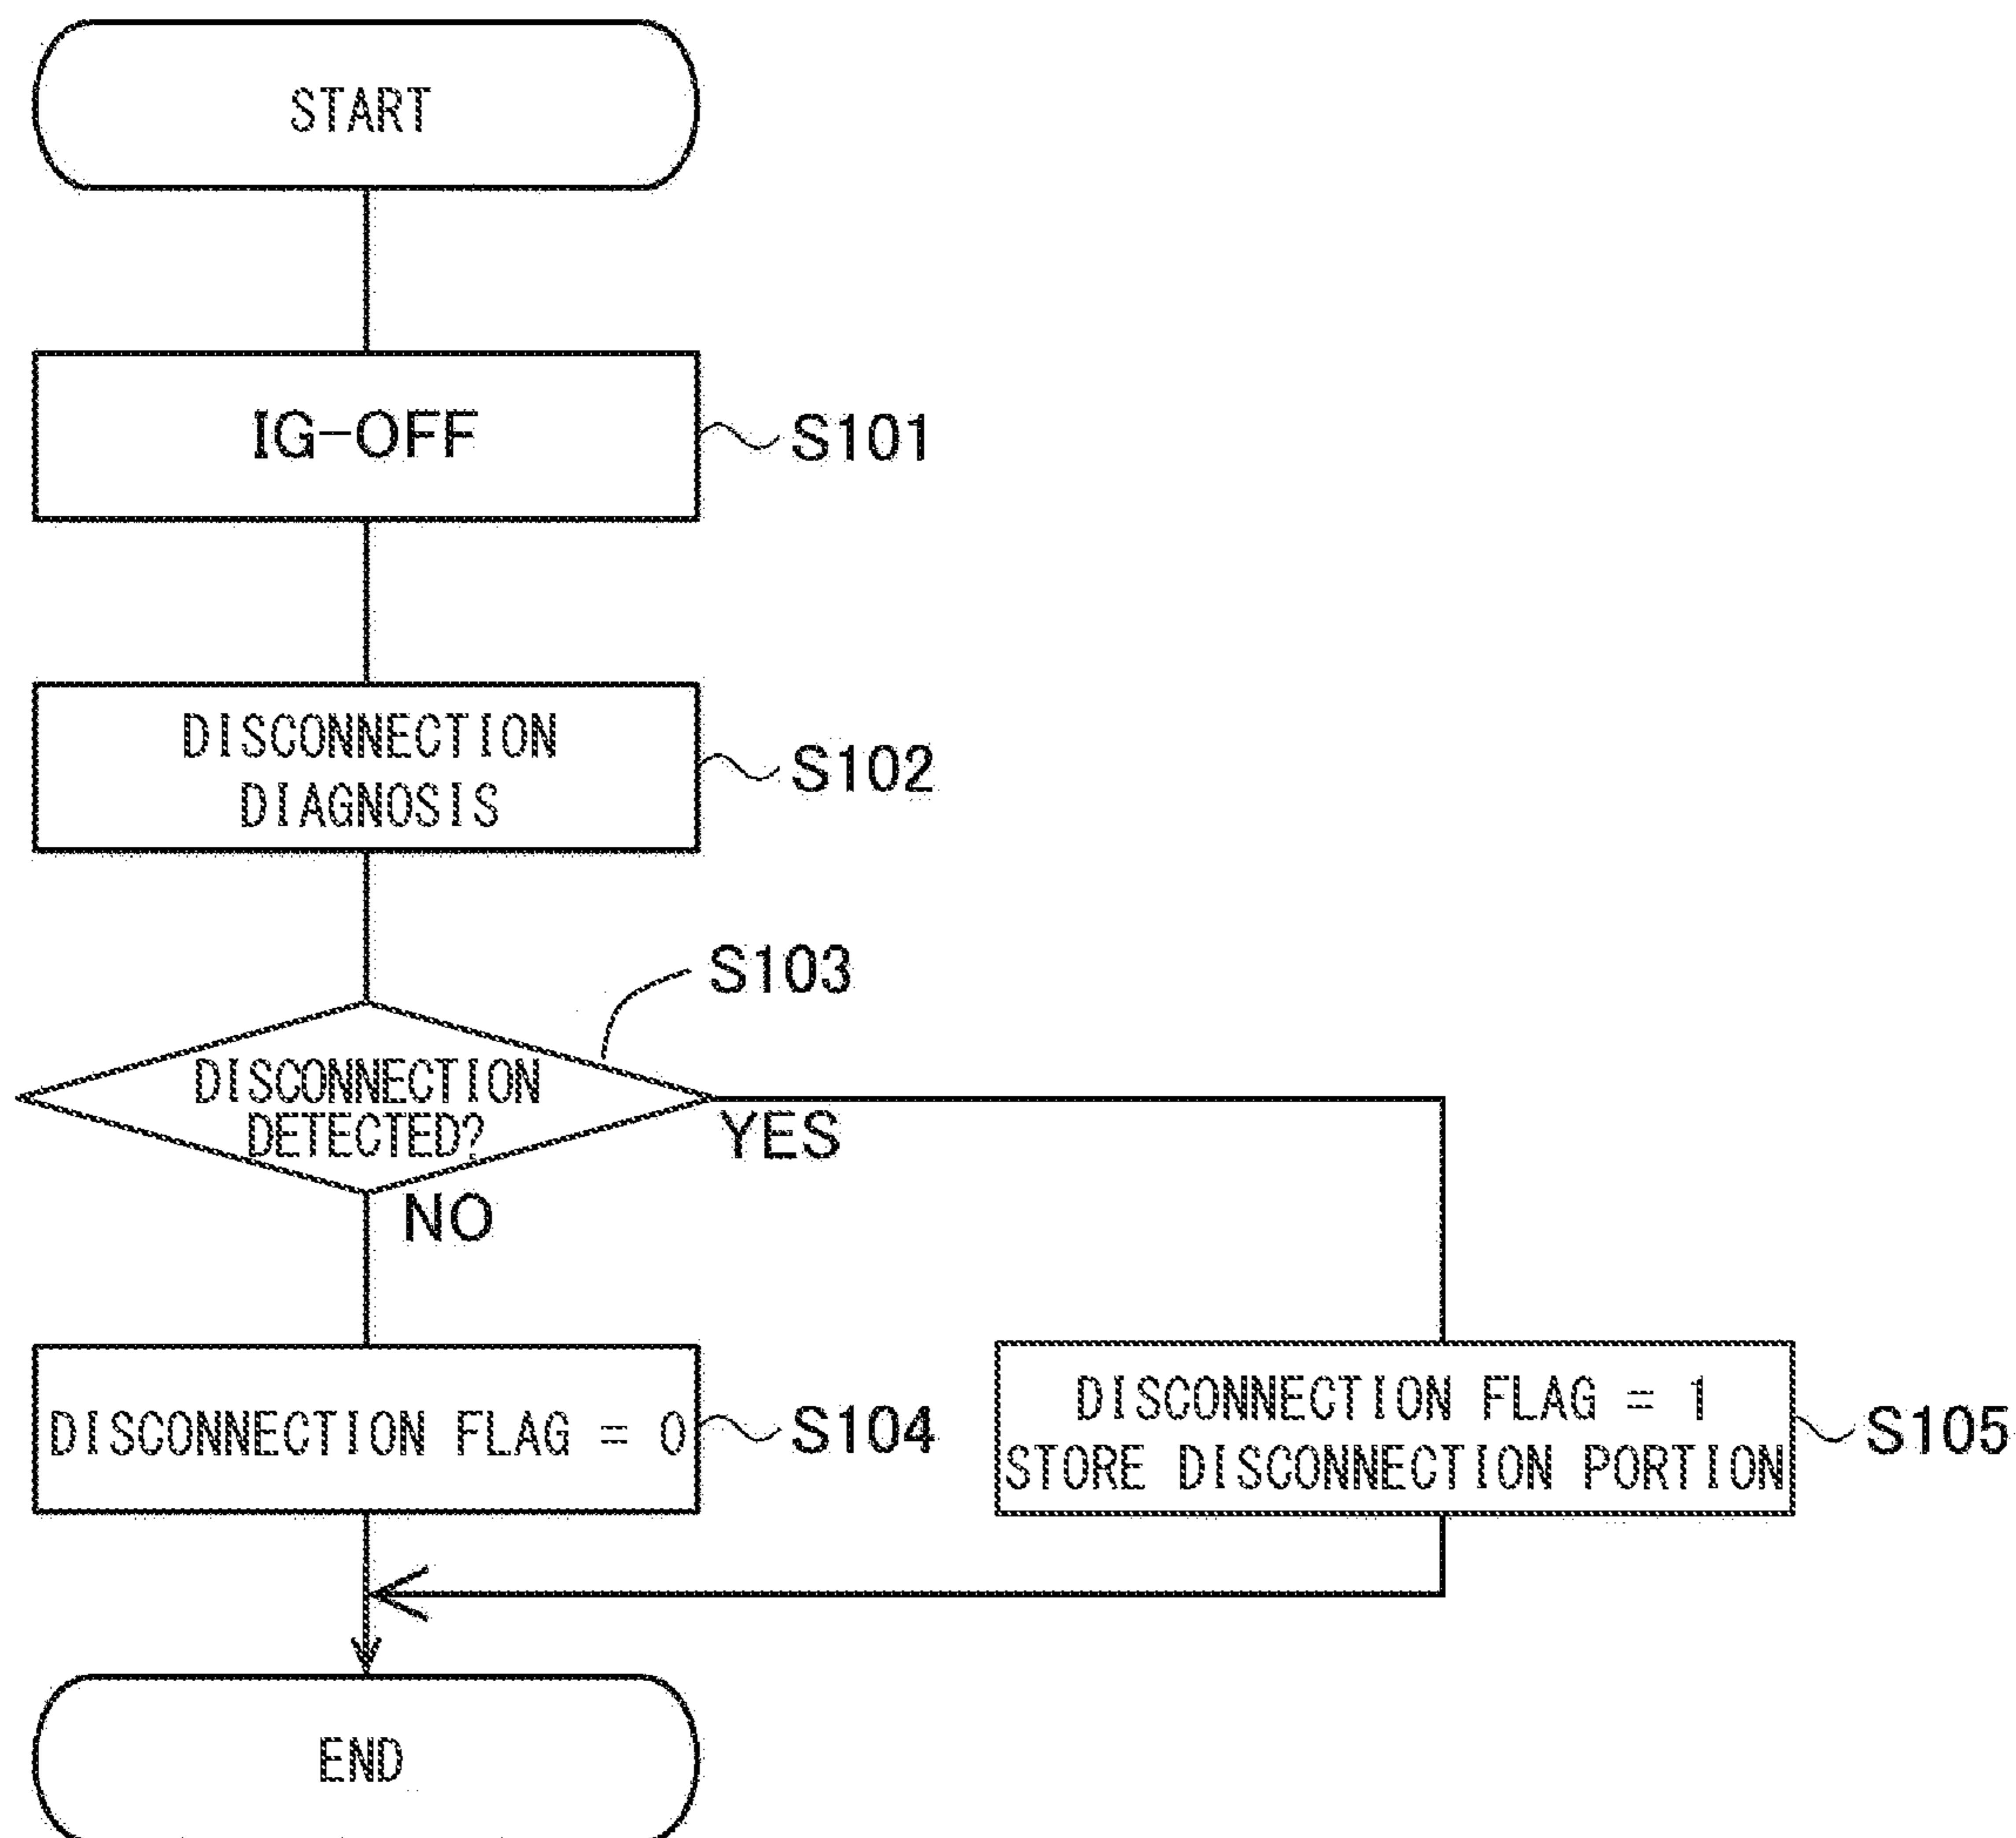 START
IG-OFF
S101
DISCONNECTION
DIAGNOSIS
S102
S103
DISCONNECTION
DETECTED?
YES
NO
DISCONNECTION FLAG = 0
S104
DISCONNECTION FLAG = 1
STORE DISCONNECTION PORTION
S105
END